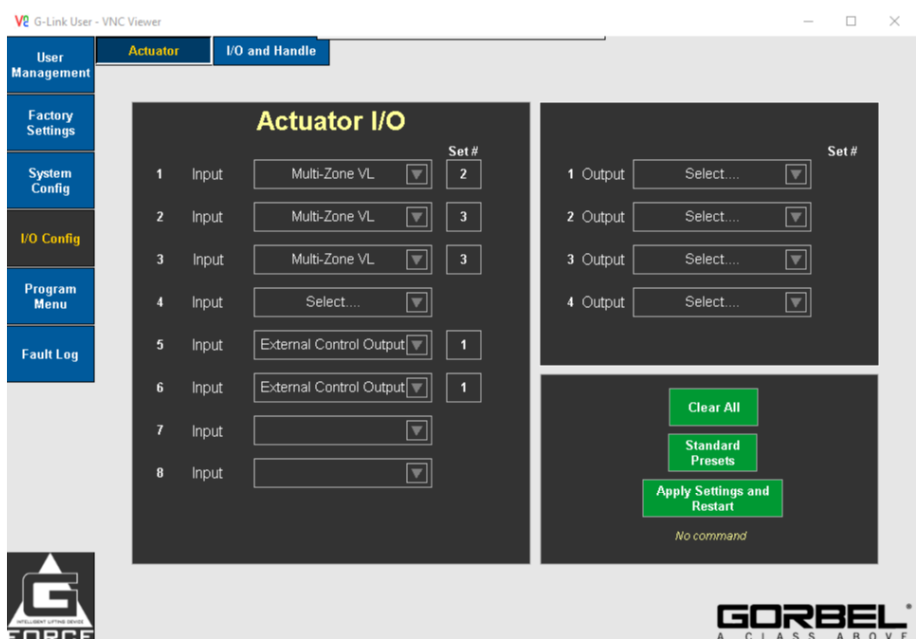 G-Link User - VNC Viewer
User
Management
Factory
Settings
System
Config
I/O Config
Program
Menu
Fault Log
Actuator
I/O and Handle
Actuator I/O
Set #
1 Input Multi-Zone VL 2
2 Input Multi-Zone VL 3
3 Input Multi-Zone VL 3
4 Input Select....
5 Input External Control Output 1
6 Input External Control Output 1
7 Input
8 Input
Set #
1 Output Select....
2 Output Select....
3 Output Select....
4 Output Select....
Clear All
Standard
Presets
Apply Settings and
Restart
No command
G
INTELLIGENT LIFTING DEVICE
FORCE
GORBEL
A CLASS ABOVE